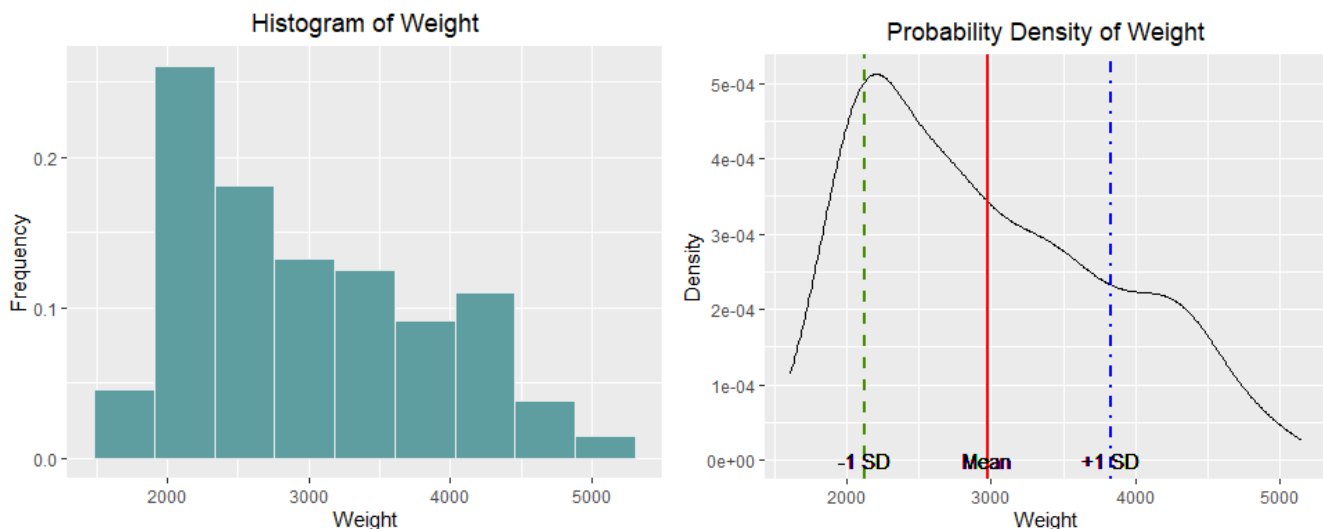 Histogram of Weight
Frequency
0.2
0.1
0.0
2000 3000 4000 5000
Weight
Probability Density of Weight
Density
5e-04
4e-04
3e-04
2e-04
1e-04
0e+00
-1 SD Mean +1 SD
2000 3000 4000 5000
Weight